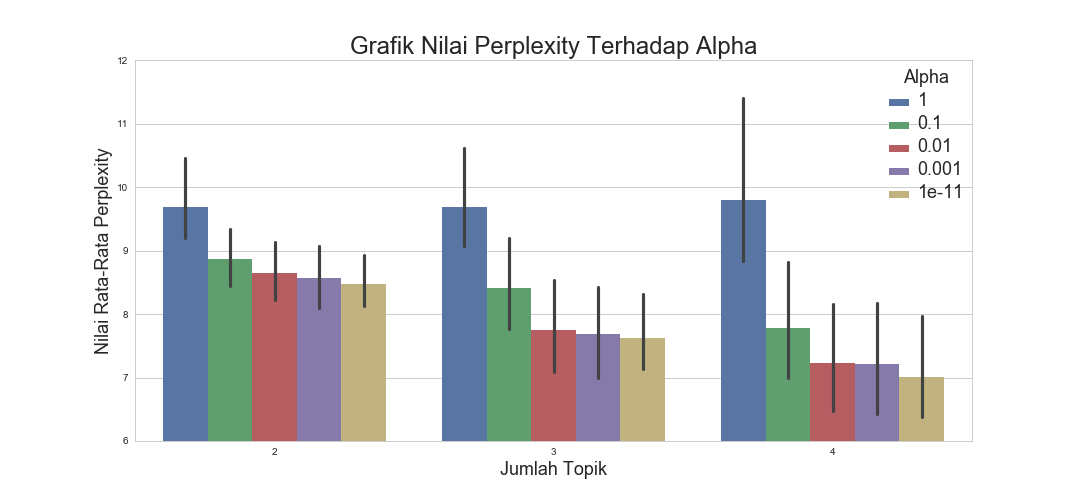 Grafik Nilai Perplexity Terhadap Alpha
Nilai Rata-Rata Perplexity
12
11
10
9
8
7
6
Alpha
1
0.1
0.01
0.001
1e-11
2
3
4
Jumlah Topik